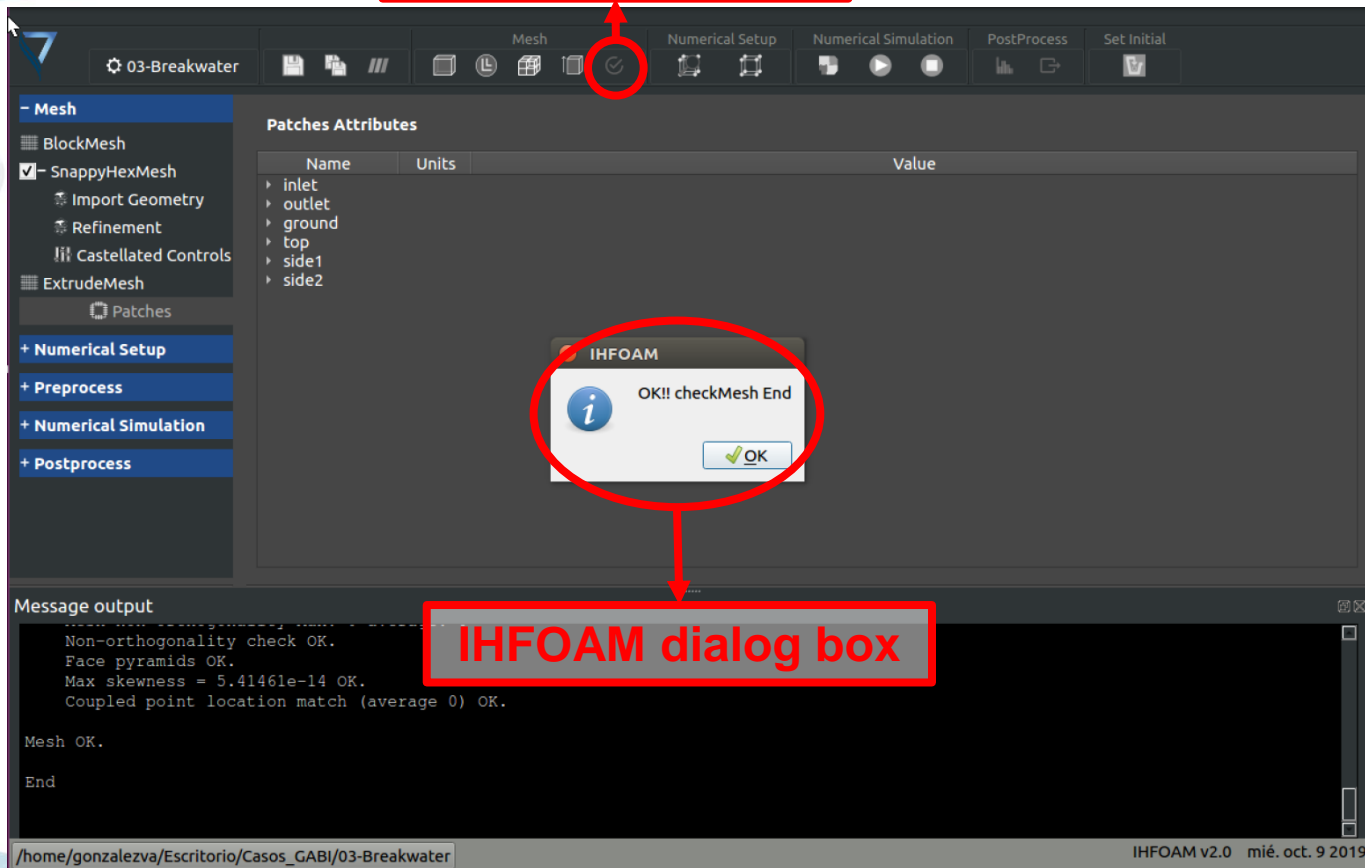 Mesh
Numerical Setup
Numerical Simulation
PostProcess
Set Initial
03-Breakwater
− Mesh
BlockMesh
− SnappyHexMesh
Import Geometry
Refinement
Castellated Controls
ExtrudeMesh
Patches
+ Numerical Setup
+ Preprocess
+ Numerical Simulation
+ Postprocess
Patches Attributes
Name Units Value
inlet
outlet
ground
top
side1
side2
IHFOAM
OK!! checkMesh End
OK
IHFOAM dialog box
Message output
Non-orthogonality check OK.
Face pyramids OK.
Max skewness = 5.41461e-14 OK.
Coupled point location match (average 0) OK.
Mesh OK.
End
/home/gonzalezva/Escritorio/Casos_GABI/03-Breakwater
IHFOAM v2.0 mié. oct. 9 2019